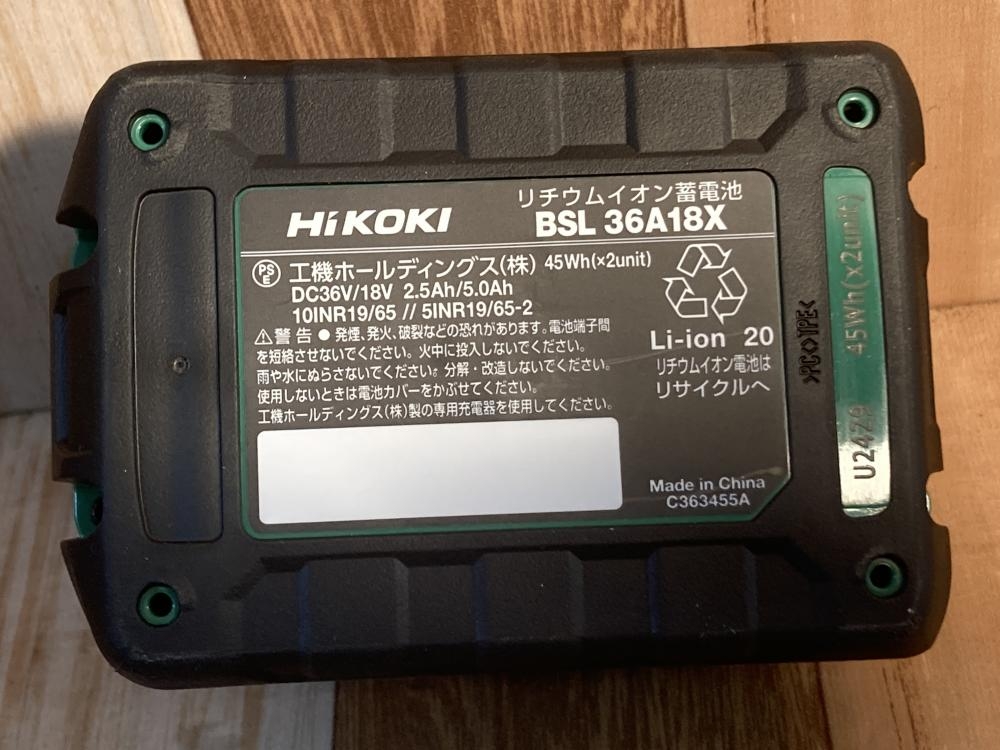 HiKOKI
リチウムイオン蓄電池
BSL 36A18X
PS
E
工機ホールディングス(株) 45Wh(×2unit)
DC36V/18V 2.5Ah/5.0Ah
10INR19/65 // 5INR19/65-2
⚠警告 ● 発煙、発火、破裂などの恐れがあります。電池端子間
を短絡させないでください。火中に投入しないでください。
雨や水にぬらさないでください。分解・改造しないでください。
使用しないときは電池カバーをかぶせてください。
工機ホールディングス(株)製の専用充電器を使用してください。
Li-ion 20
リチウムイオン電池は
リサイクルへ
Made in China
C363455A
>PC<>TPE<
U2429 45Wh(×2unit)